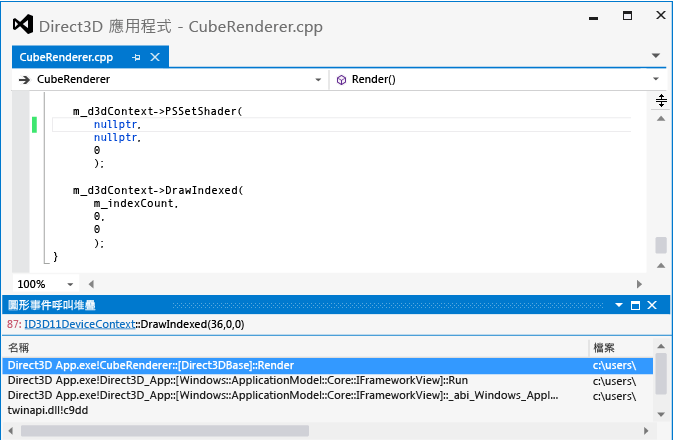 Direct3D 應用程式 - CubeRenderer.cpp
CubeRenderer.cpp
CubeRenderer Render()
m_d3dContext->PSSetShader(
nullptr,
nullptr,
0
);
m_d3dContext->DrawIndexed(
m_indexCount,
0,
0
);
}
100%
圖形事件呼叫堆疊
87: ID3D11DeviceContext::DrawIndexed(36,0,0)
名稱 檔案
Direct3D App.exe!CubeRenderer::[Direct3DBase]::Render c:\users\
Direct3D App.exe!Direct3D_App::[Windows::ApplicationModel::Core::IFrameworkView]::Run c:\users\
Direct3D App.exe!Direct3D_App::[Windows::ApplicationModel::Core::IFrameworkView]::_abi_Windows_Appl... c:\users\
twinapi.dll!c9dd